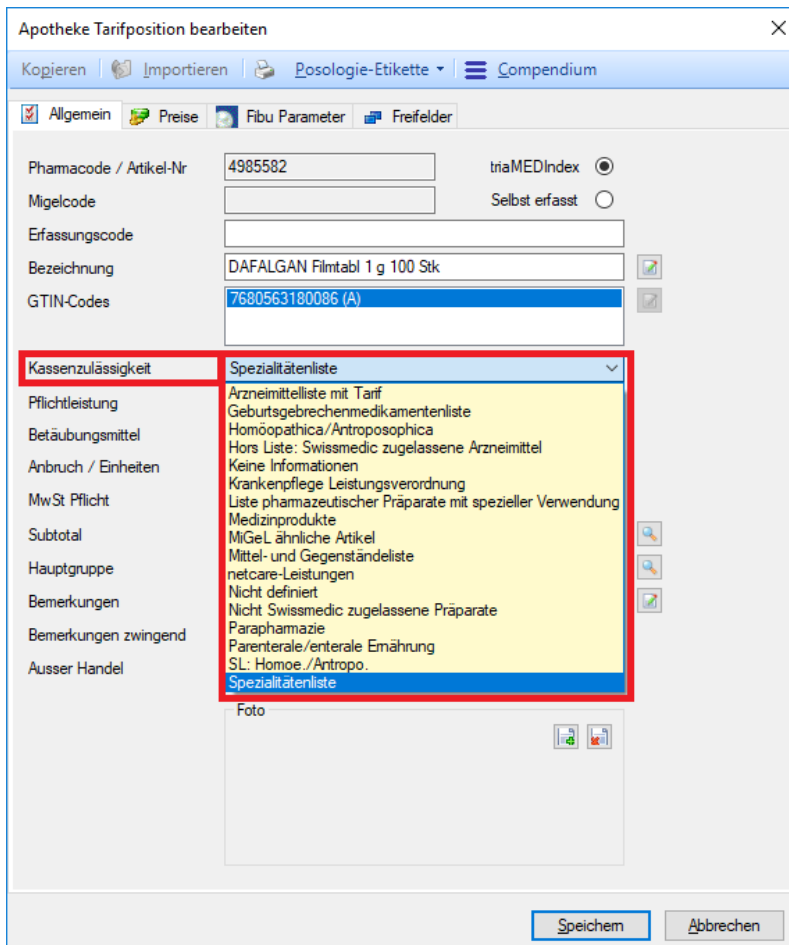 Apotheke Tarifposition bearbeiten
Kopieren Importieren Posologie-Etikette Compendium
Allgemein Preise Fibu Parameter Freifelder
Pharmacode / Artikel-Nr 4985582 triaMEDIndex
Migelcode Selbst erfasst
Erfassungscode
Bezeichnung DAFALGAN Filmtabl 1 g 100 Stk
GTIN-Codes 7680563180086 (A)
Kassenzulässigkeit Spezialitätenliste
Arzneimittelliste mit Tarif
Pflichtleistung
Geburtsgebrechenmedikamentenliste
Homöopathica/Antroposophica
Betäubungsmittel
Hors Liste: Swissmedic zugelassene Arzneimittel
Anbruch / Einheiten
Keine Informationen
Krankenpflege Leistungsverordnung
MwSt Pflicht
Liste pharmazeutischer Präparate mit spezieller Verwendung
Medizinprodukte
Subtotal
MiGeL ähnliche Artikel
Mittel- und Gegenständeliste
Hauptgruppe
netcare-Leistungen
Nicht definiert
Bemerkungen
Nicht Swissmedic zugelassene Präparate
Parapharmazie
Bemerkungen zwingend
Parenterale/enterale Ernährung
SL: Homoe./Antropo.
Ausser Handel
Spezialitätenliste
Foto
Speichern Abbrechen